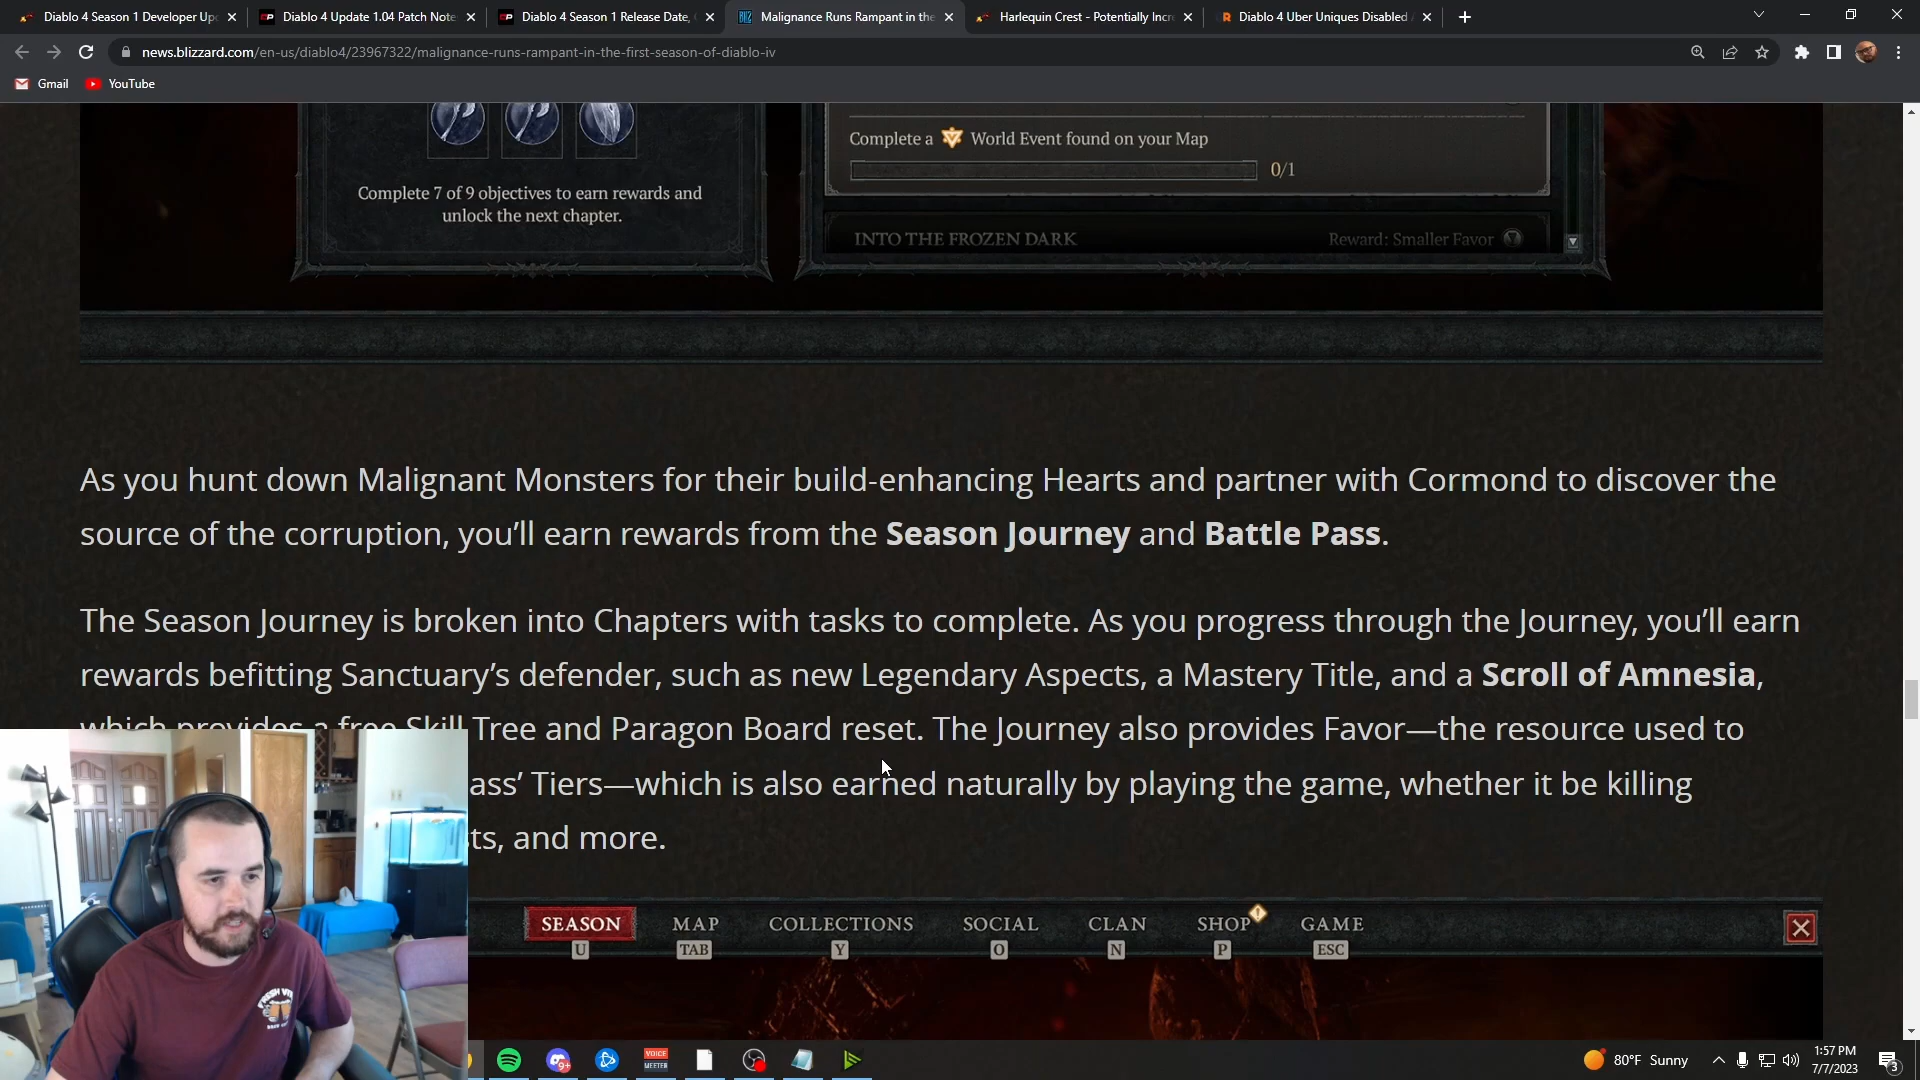 Diablo 4 Season 1 Developer Up
Diablo 4 Update 1.04 Patch Note
Diablo 4 Season 1 Release Date,
Malignance Runs Rampant in the
Harlequin Crest - Potentially Incr
Diablo 4 Uber Uniques Disabled
news.blizzard.com/en-us/diablo4/23967322/malignance-runs-rampant-in-the-first-season-of-diablo-iv
Gmail YouTube
Complete 7 of 9 objectives to earn rewards and
unlock the next chapter.
Complete a World Event found on your Map
0/1
INTO THE FROZEN DARK Reward: Smaller Favor
As you hunt down Malignant Monsters for their build-enhancing Hearts and partner with Cormond to discover the
source of the corruption, you’ll earn rewards from the Season Journey and Battle Pass.
The Season Journey is broken into Chapters with tasks to complete. As you progress through the Journey, you’ll earn
rewards befitting Sanctuary’s defender, such as new Legendary Aspects, a Mastery Title, and a Scroll of Amnesia,
which provides a free Skill Tree and Paragon Board reset. The Journey also provides Favor—the resource used to
ass’ Tiers—which is also earned naturally by playing the game, whether it be killing
ts, and more.
SEASON MAP COLLECTIONS SOCIAL CLAN SHOP GAME
U TAB Y O N P ESC
FRESH
9+
VOICE
MEETER
80°F Sunny
1:57 PM
7/7/2023
3